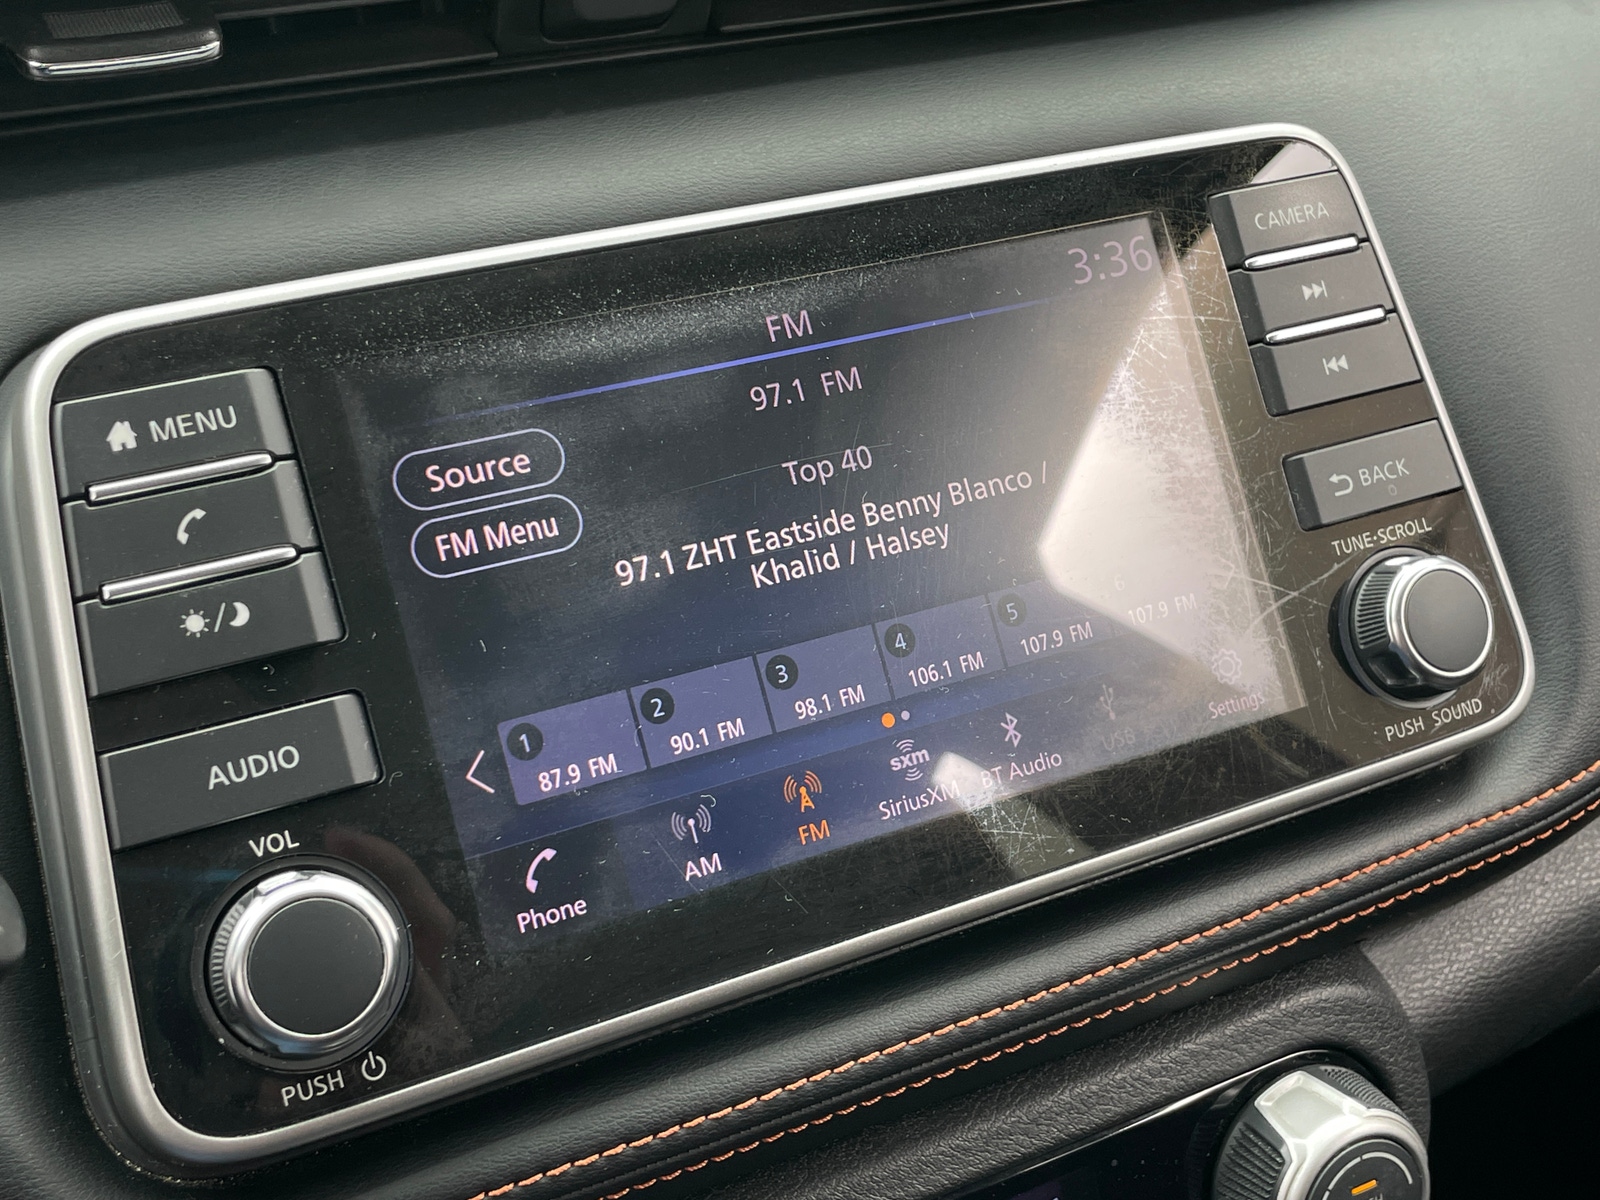 3:36
FM
97.1 FM
Source
FM Menu
Top 40
97.1 ZHT Eastside Benny Blanco /
Khalid / Halsey
1
87.9 FM
2
90.1 FM
3
98.1 FM
4
106.1 FM
5
107.9 FM
6
107.9 FM
Phone
AM
FM
sxm
SiriusXM
BT Audio
Settings
MENU
AUDIO
VOL
PUSH
CAMERA
BACK
TUNE·SCROLL
PUSH SOUND